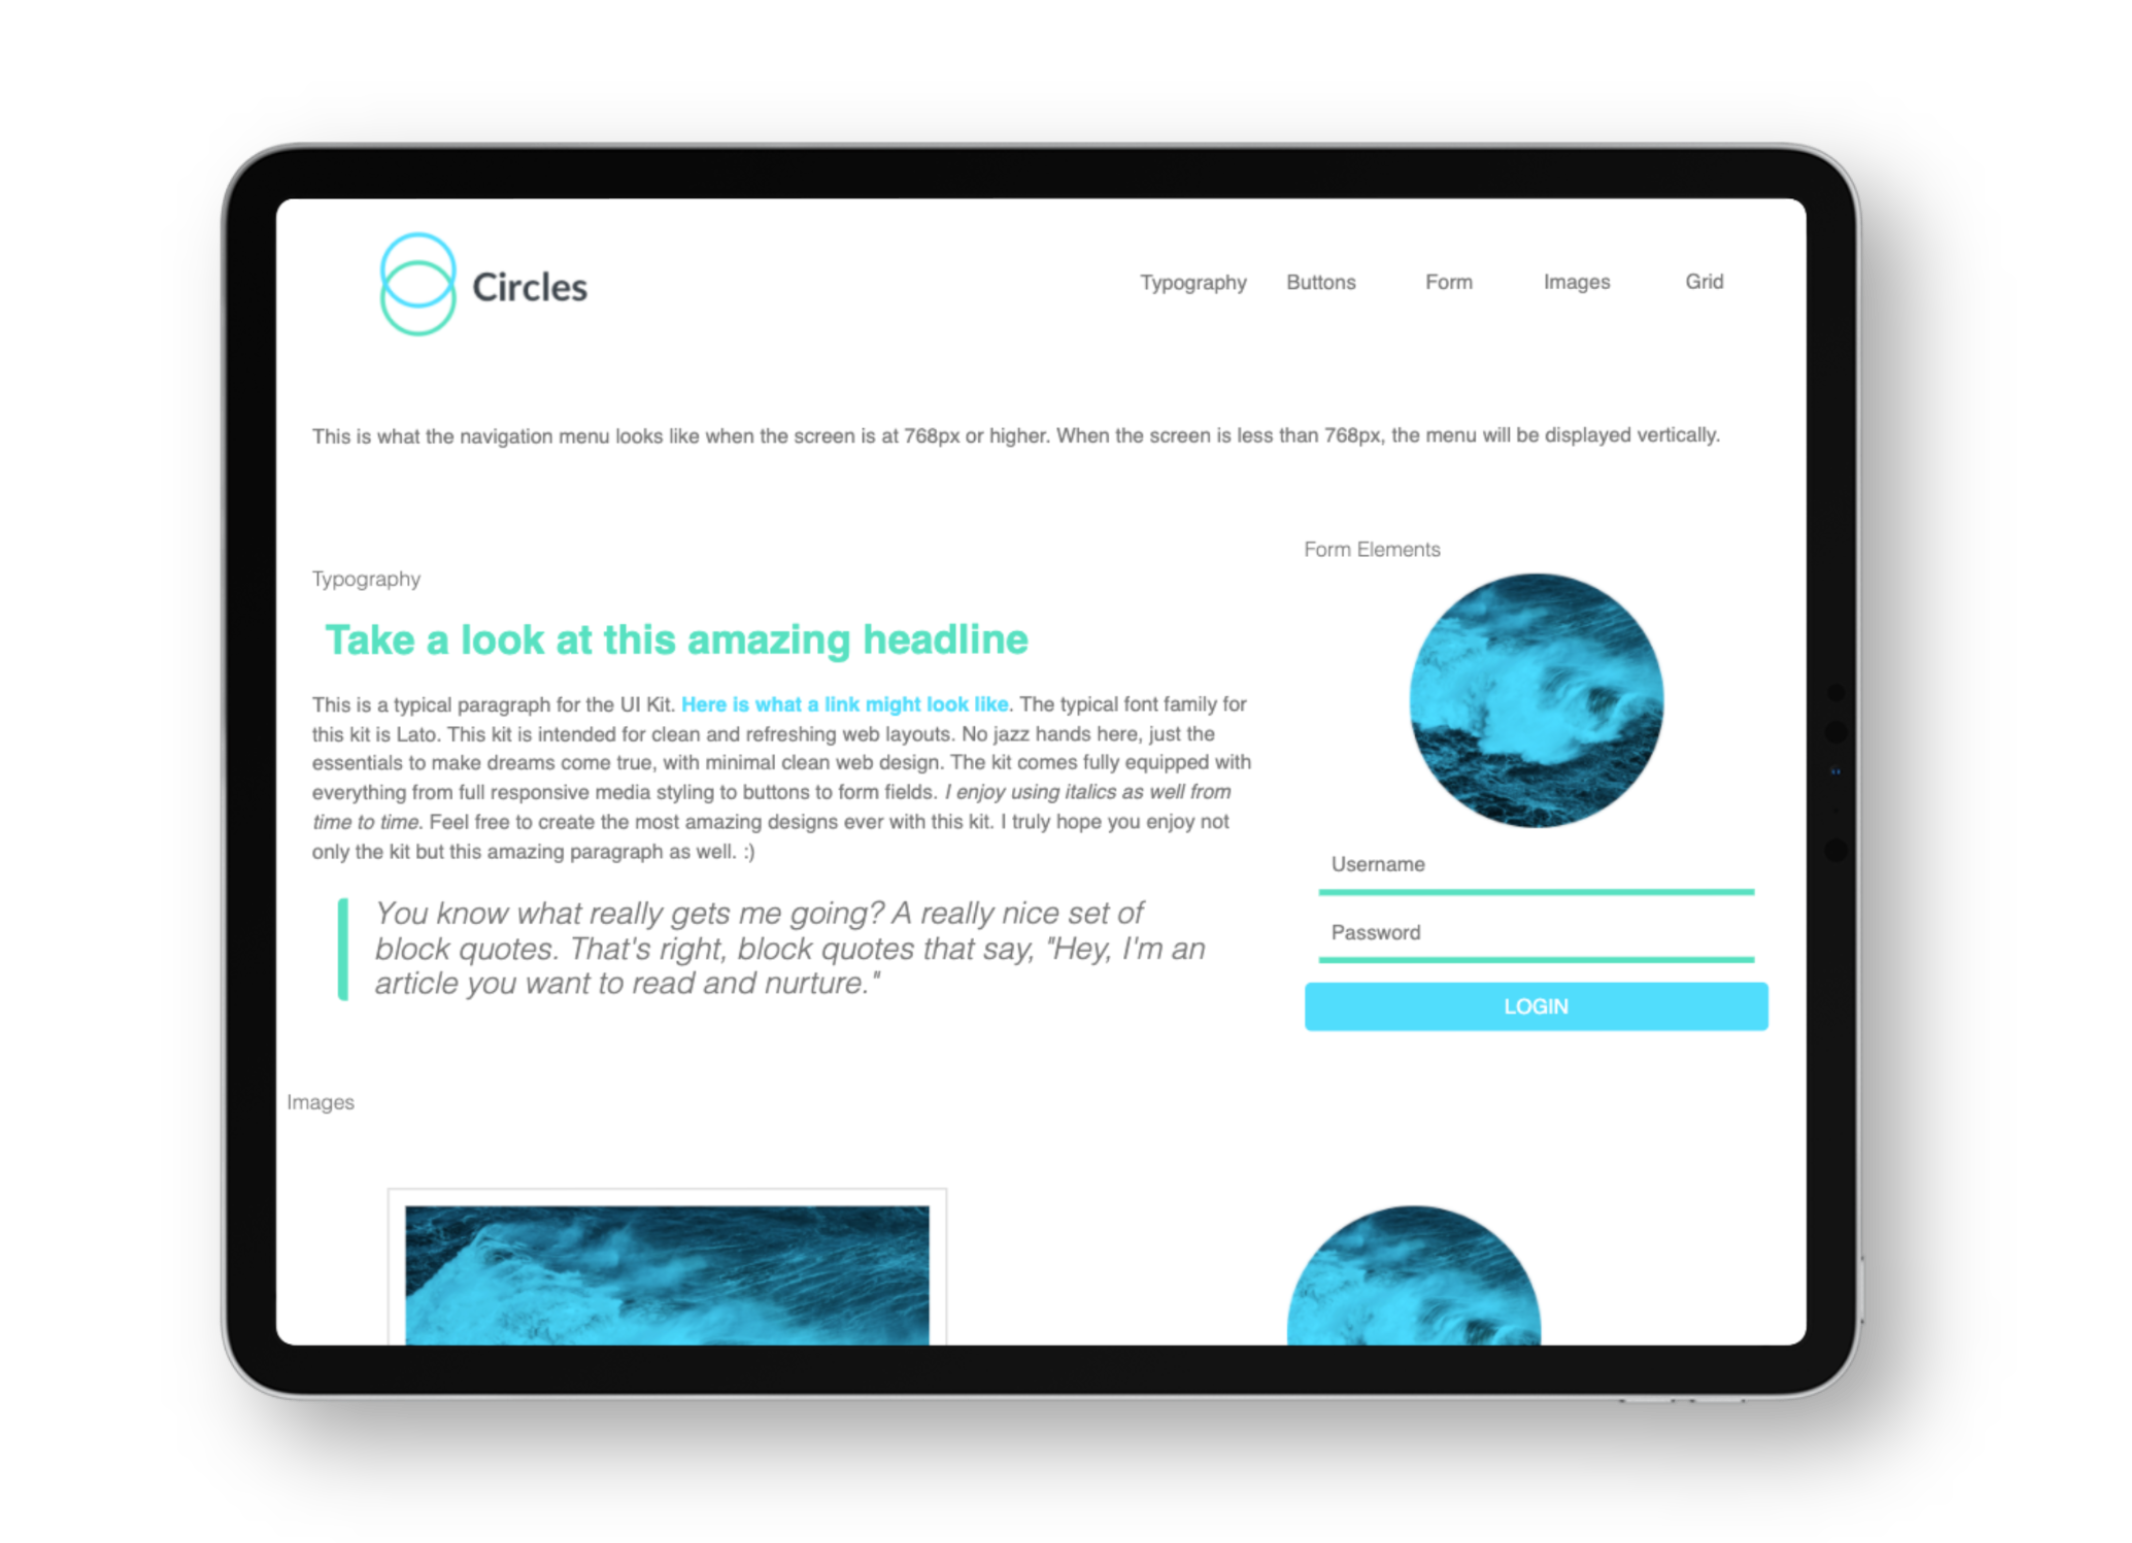 Circles
Typography Buttons Form Images Grid
This is what the navigation menu looks like when the screen is at 768px or higher. When the screen is less than 768px, the menu will be displayed vertically.
Typography
Take a look at this amazing headline
This is a typical paragraph for the UI Kit. Here is what a link might look like. The typical font family for
this kit is Lato. This kit is intended for clean and refreshing web layouts. No jazz hands here, just the
essentials to make dreams come true, with minimal clean web design. The kit comes fully equipped with
everything from full responsive media styling to buttons to form fields. I enjoy using italics as well from
time to time. Feel free to create the most amazing designs ever with this kit. I truly hope you enjoy not
only the kit but this amazing paragraph as well. :)
You know what really gets me going? A really nice set of
block quotes. That's right, block quotes that say, "Hey, I'm an
article you want to read and nurture."
Form Elements
Username
Password
LOGIN
Images